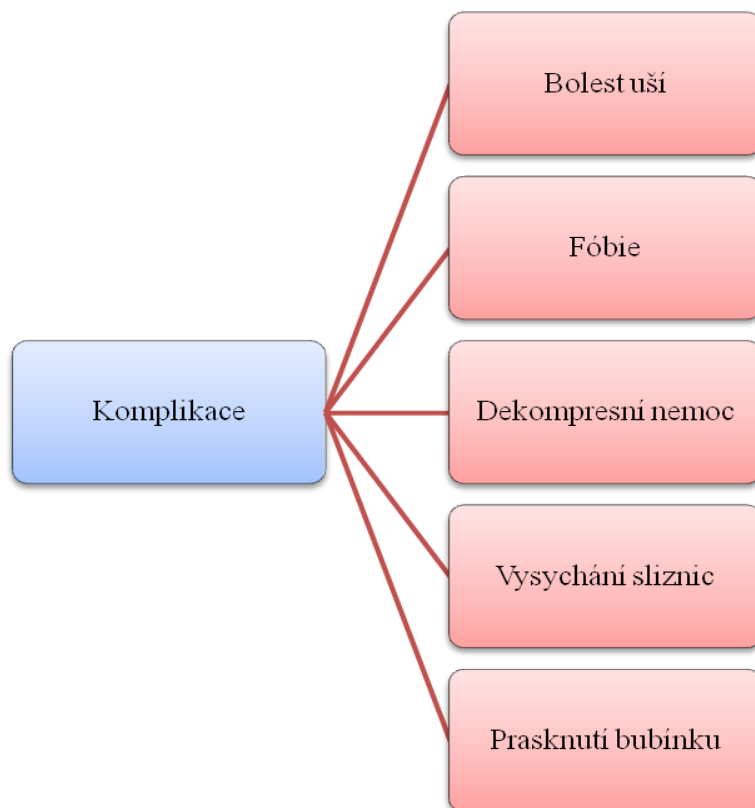 Bolest uší
Fóbie
Komplikace
Dekompresní nemoc
Vysychání sliznic
Prasknutí bubínku